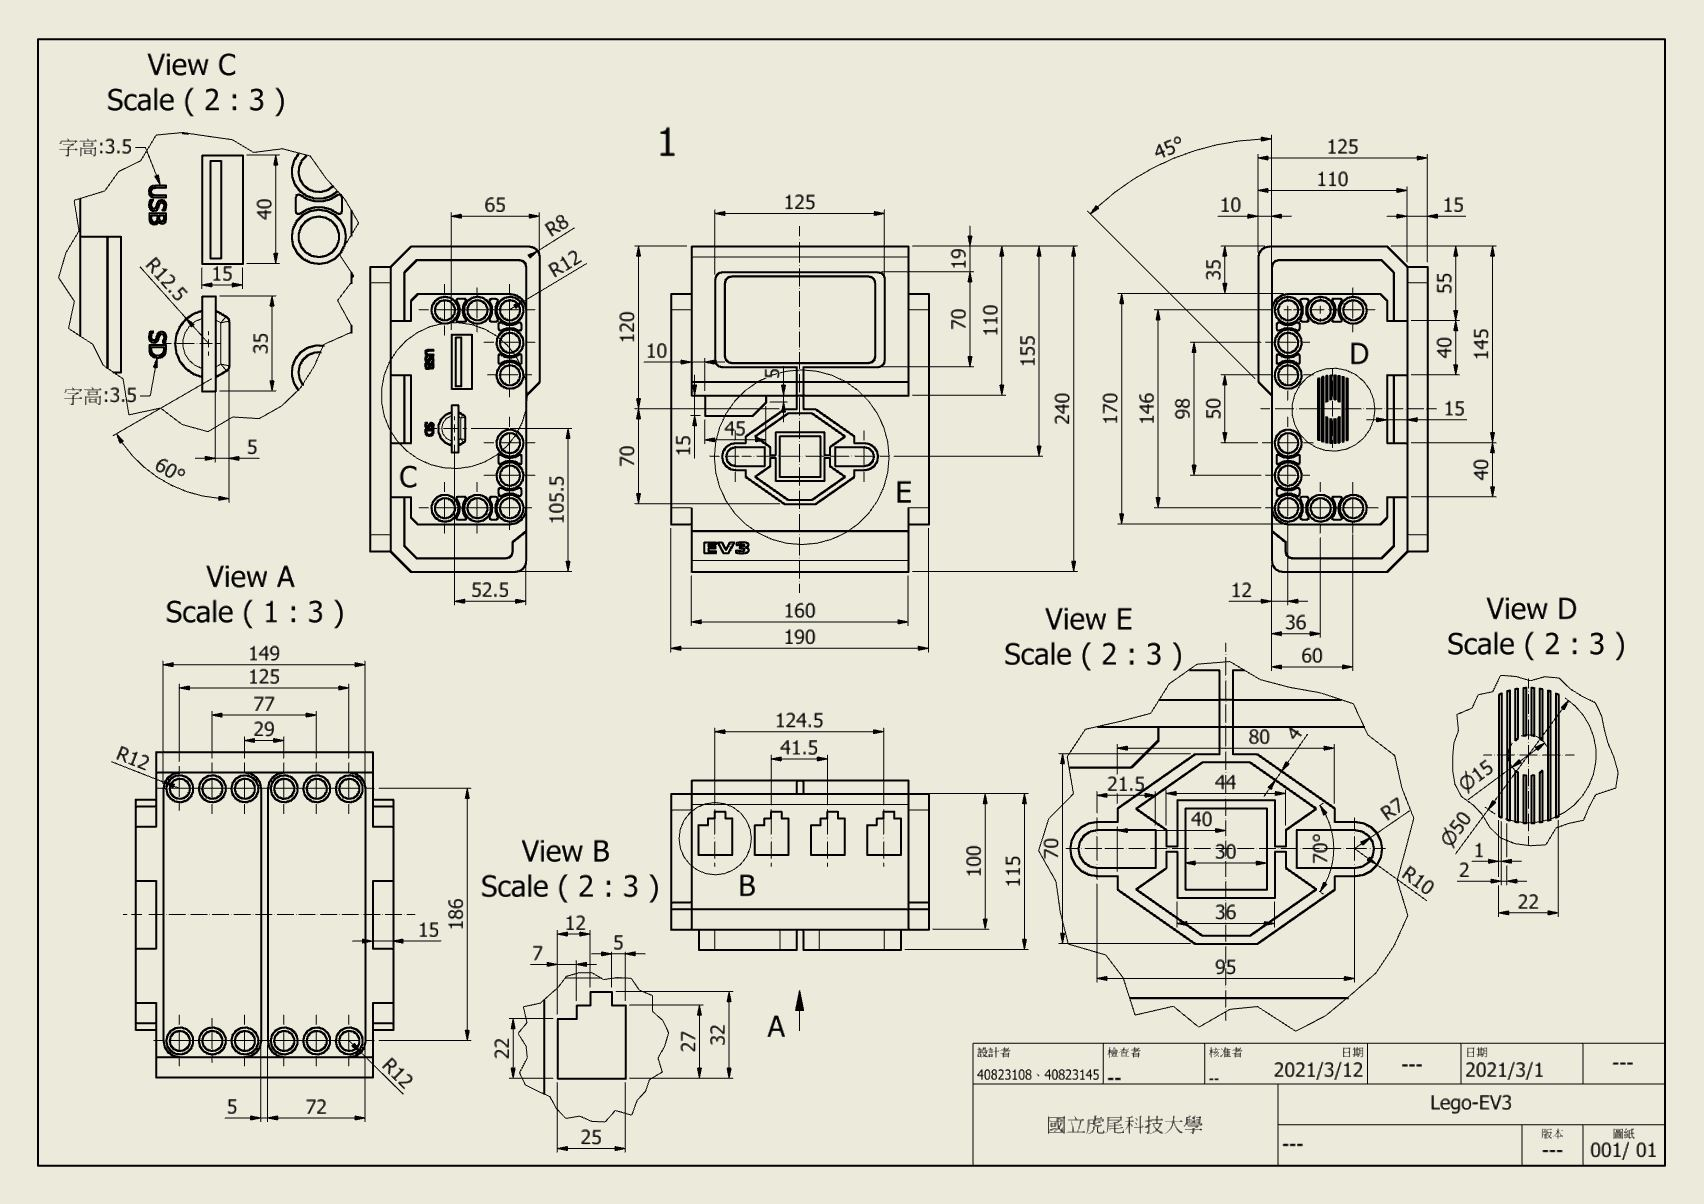 View C
Scale ( 2 : 3 )
字高:3.5
USB
40
15
R12.5
SD
35
字高:3.5
5
60°
65
R8
R12
USB
SD
C
105.5
52.5
1
125
19
120
70
110
155
240
10
5
15
45
70
E
EV3
160
190
45°
125
110
10
15
35
55
D
40
145
170
146
98
50
15
40
12
36
60
View A
Scale ( 1 : 3 )
149
125
77
29
R12
186
15
R12
5
72
View B
Scale ( 2 : 3 )
12
7
5
22
27
32
25
124.5
41.5
B
100
115
A
View E
Scale ( 2 : 3 )
80
4
21.5
44
40
R7
70
30
70°
R10
36
95
View D
Scale ( 2 : 3 )
Ø15
Ø50
1
2
22
設計者 檢查者 核准者 日期 日期
40823108、40823145 -- -- 2021/3/12 --- 2021/3/1 ---
國立虎尾科技大學
Lego-EV3
---
版本 圖紙
--- 001/ 01